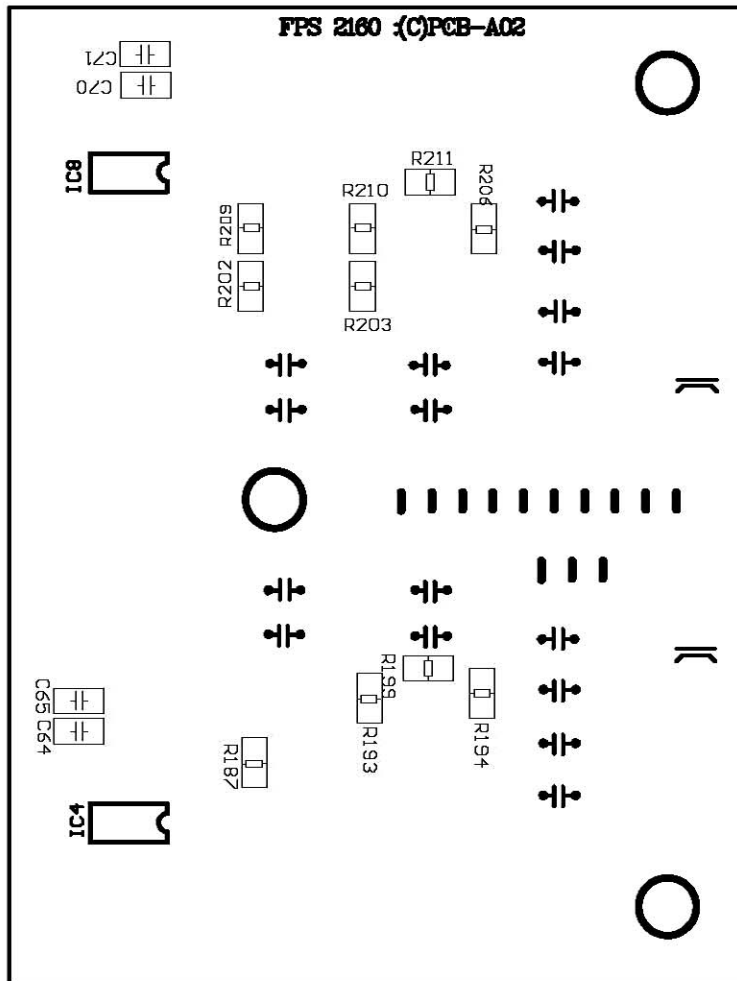 FPS 2160 :(C)PCB-A02
C71
C70
IC8
R211
R206
R210
R209
R202
R203
R199
C65
C64
R193
R194
R187
IC4